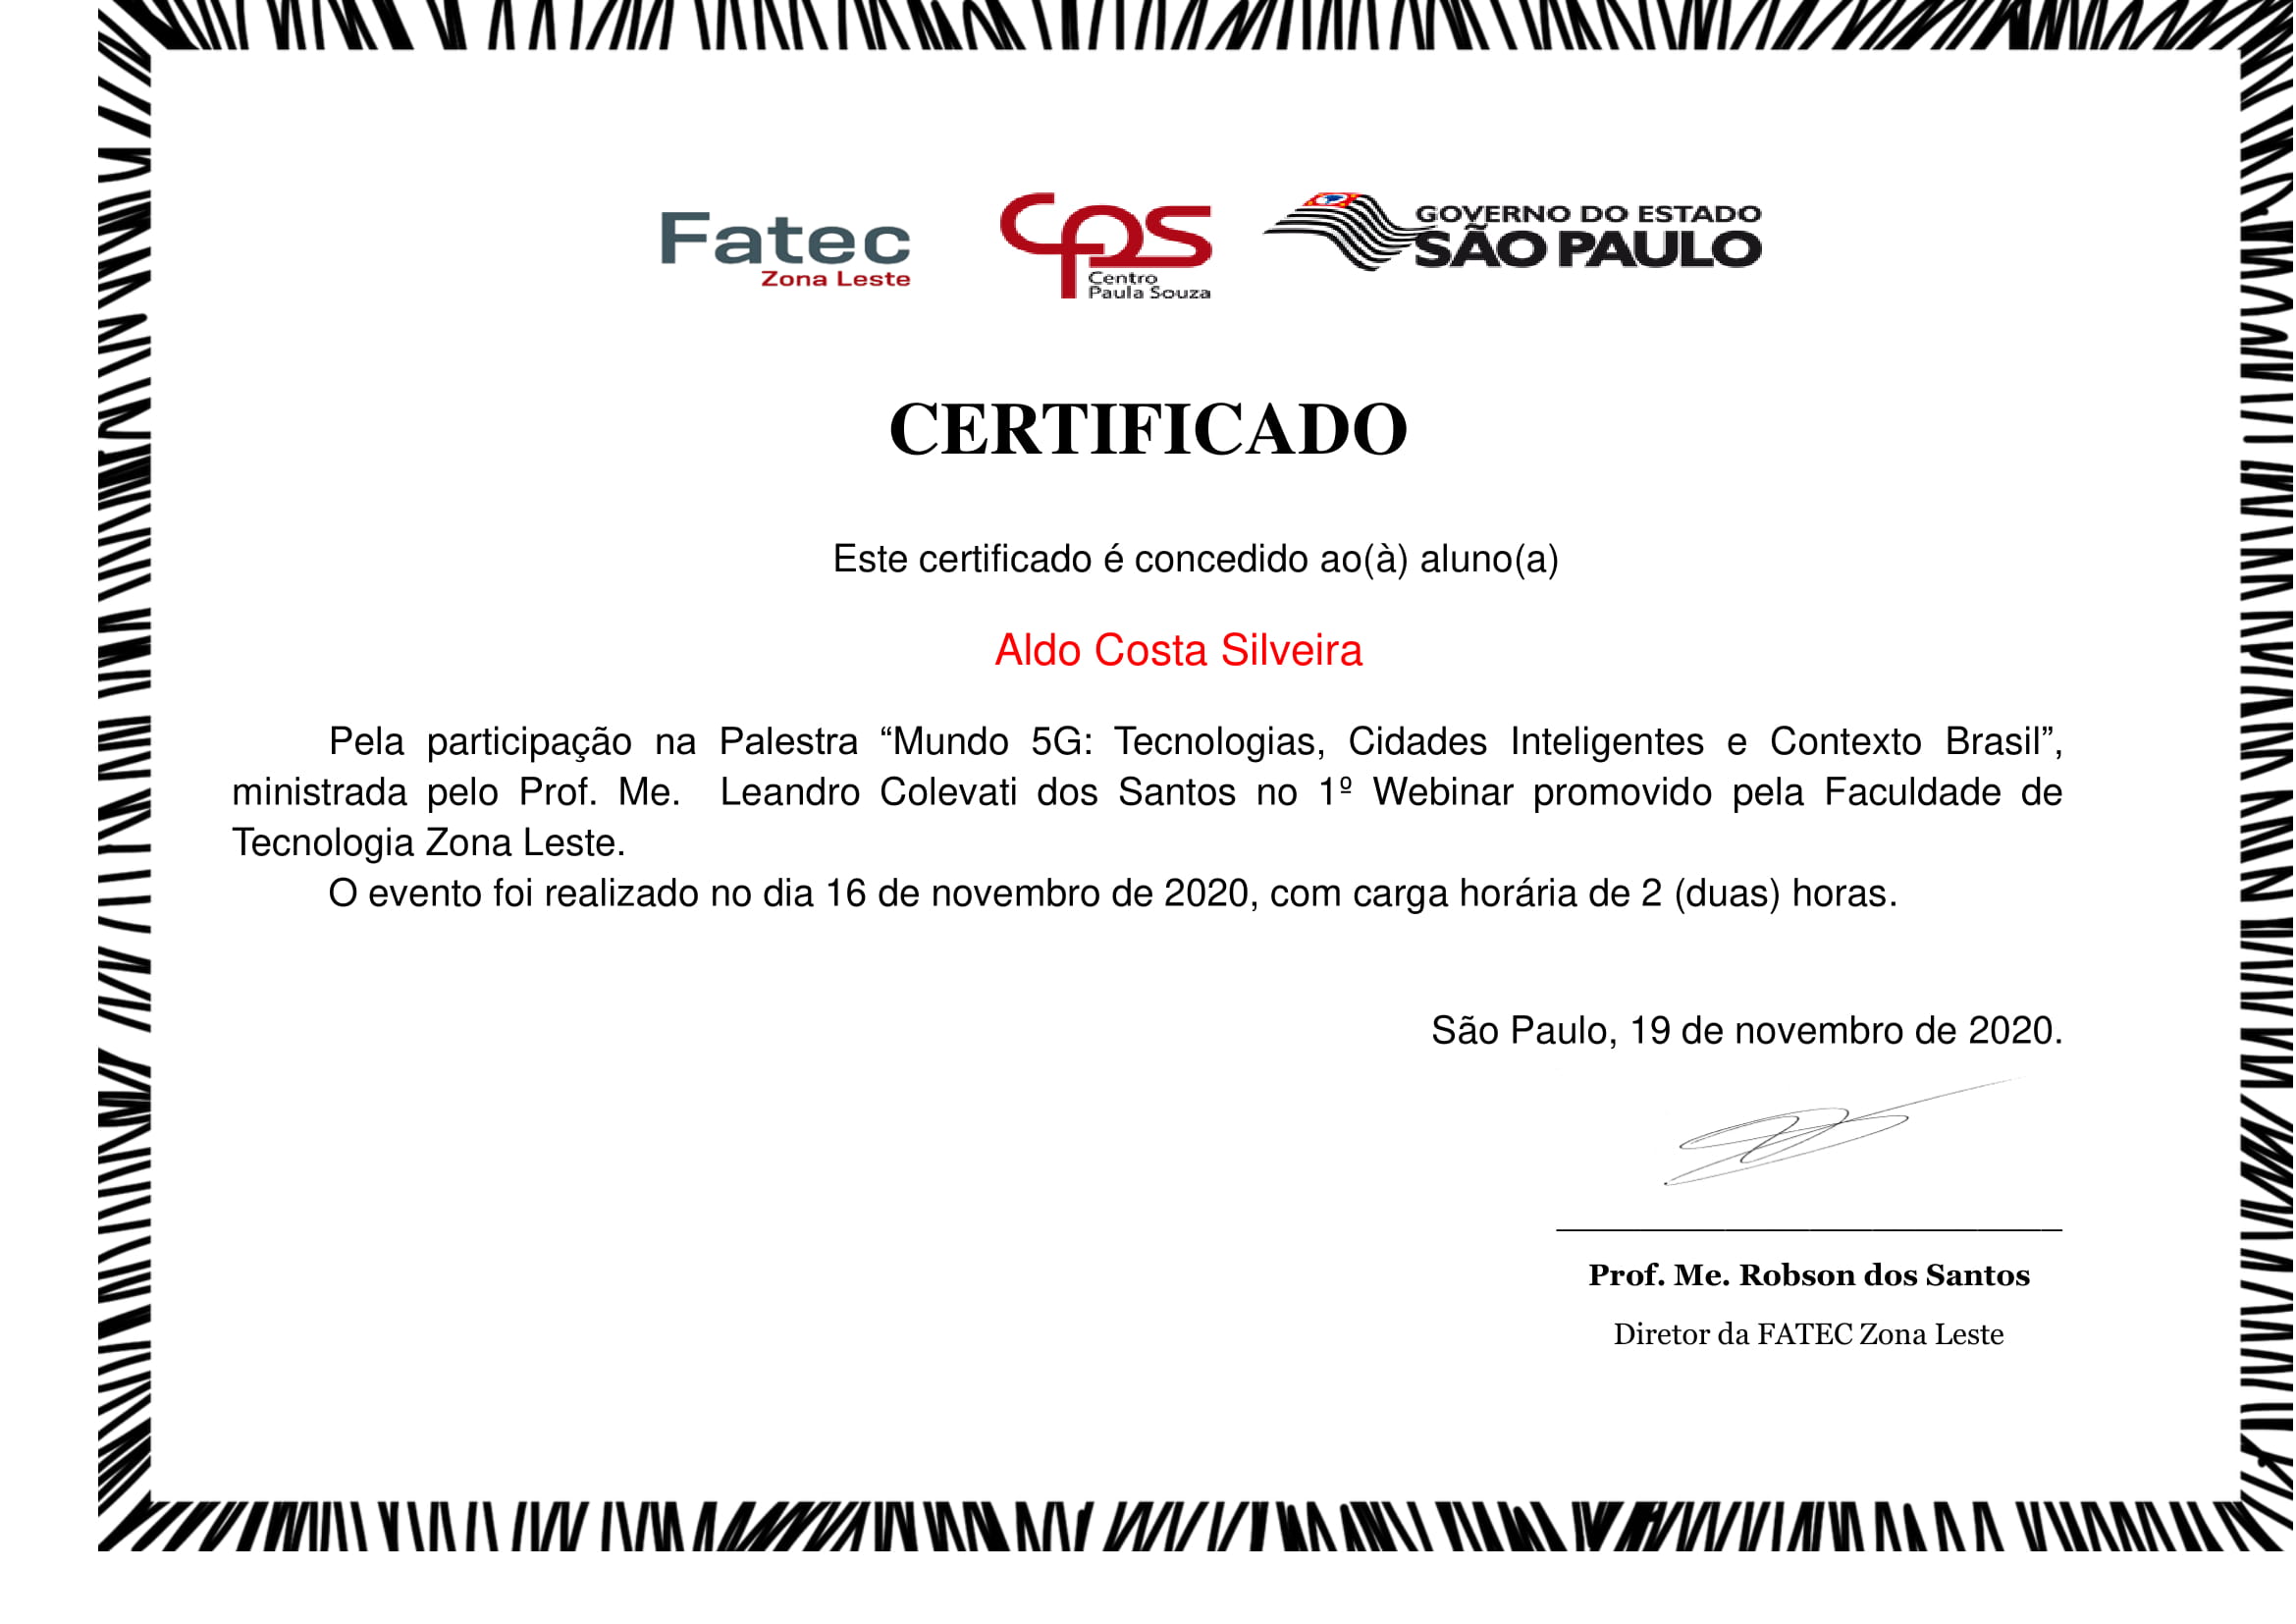 Fatec
Zona Leste
cps
Centro
Paula Souza
GOVERNO DO ESTADO
SÃO PAULO
CERTIFICADO
Este certificado é concedido ao(à) aluno(a)
Aldo Costa Silveira
Pela participação na Palestra “Mundo 5G: Tecnologias, Cidades Inteligentes e Contexto Brasil”,
ministrada pelo Prof. Me. Leandro Colevati dos Santos no 1º Webinar promovido pela Faculdade de
Tecnologia Zona Leste.
O evento foi realizado no dia 16 de novembro de 2020, com carga horária de 2 (duas) horas.
São Paulo, 19 de novembro de 2020.
Prof. Me. Robson dos Santos
Diretor da FATEC Zona Leste